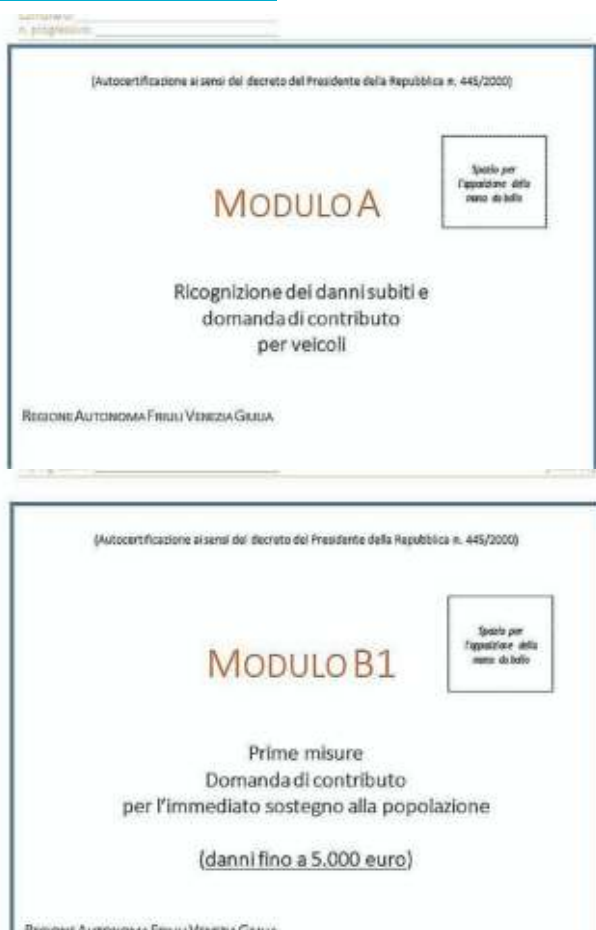 n. progressivo
(Autocertificazione ai sensi del decreto del Presidente della Repubblica n. 445/2000)
Spazio per
l'apposizione della
marca da bollo
MODULO A
Ricognizione dei danni subiti e
domanda di contributo
per veicoli
REGIONE AUTONOMA FRIULI VENEZIA GIULIA
(Autocertificazione ai sensi del decreto del Presidente della Repubblica n. 445/2000)
Spazio per
l'apposizione della
marca da bollo
MODULO B1
Prime misure
Domanda di contributo
per l'immediato sostegno alla popolazione
(danni fino a 5.000 euro)
REGIONE AUTONOMA FRIULI VENEZIA GIULIA